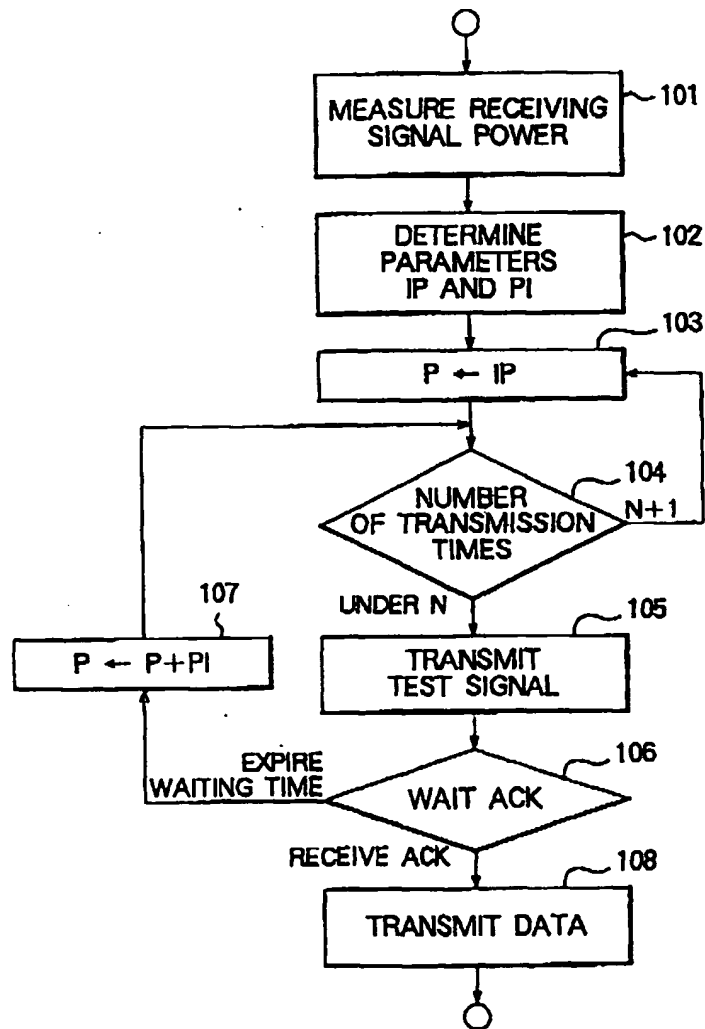 MEASURE RECEIVING
SIGNAL POWER
101
DETERMINE
PARAMETERS
IP AND PI
102
103
P ← IP
104
NUMBER
OF TRANSMISSION
TIMES
N+1
UNDER N
107
105
P ← P+PI
TRANSMIT
TEST SIGNAL
EXPIRE
WAITING TIME
106
WAIT ACK
RECEIVE ACK
108
TRANSMIT DATA